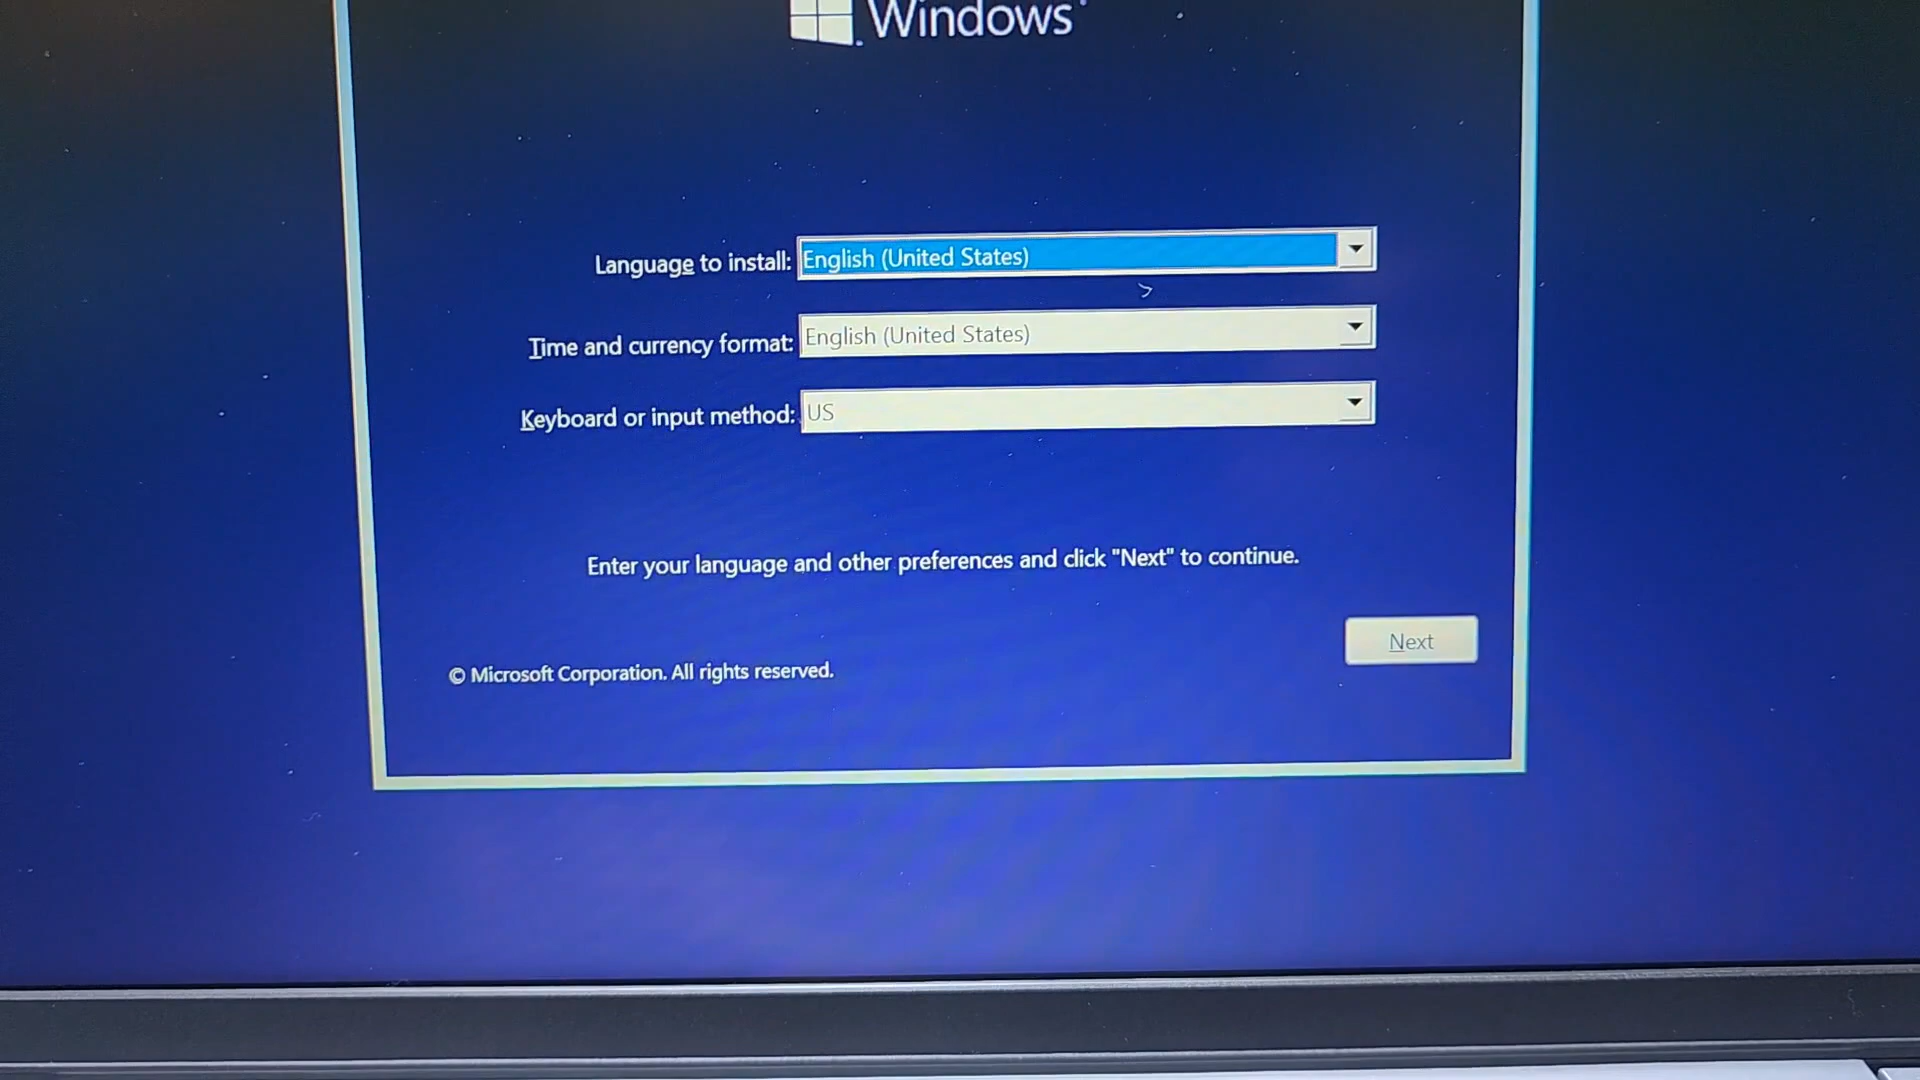 Windows
Language to install: English (United States)
Time and currency format: English (United States)
Keyboard or input method: US
Enter your language and other preferences and click "Next" to continue.
Next
© Microsoft Corporation. All rights reserved.